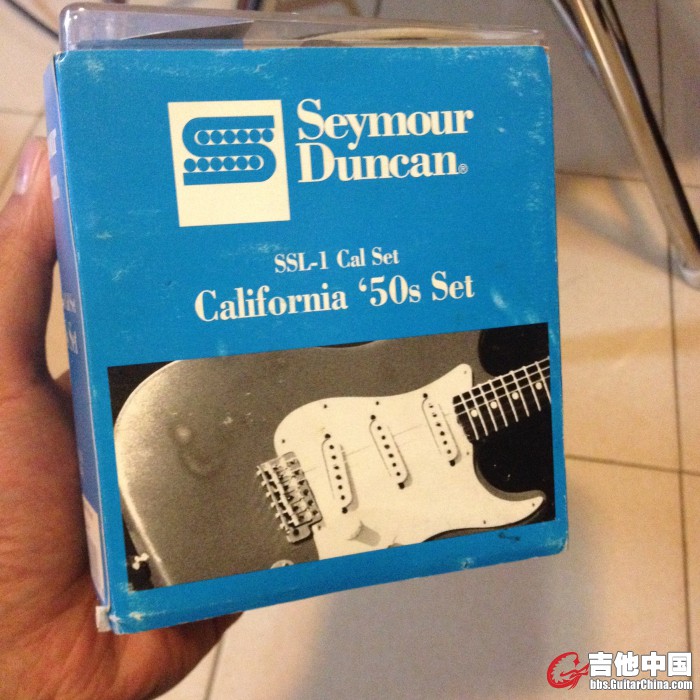 Seymour
Duncan®
SSL-1 Cal Set
California ‘50s Set
吉他中国
bbs.GuitarChina.com